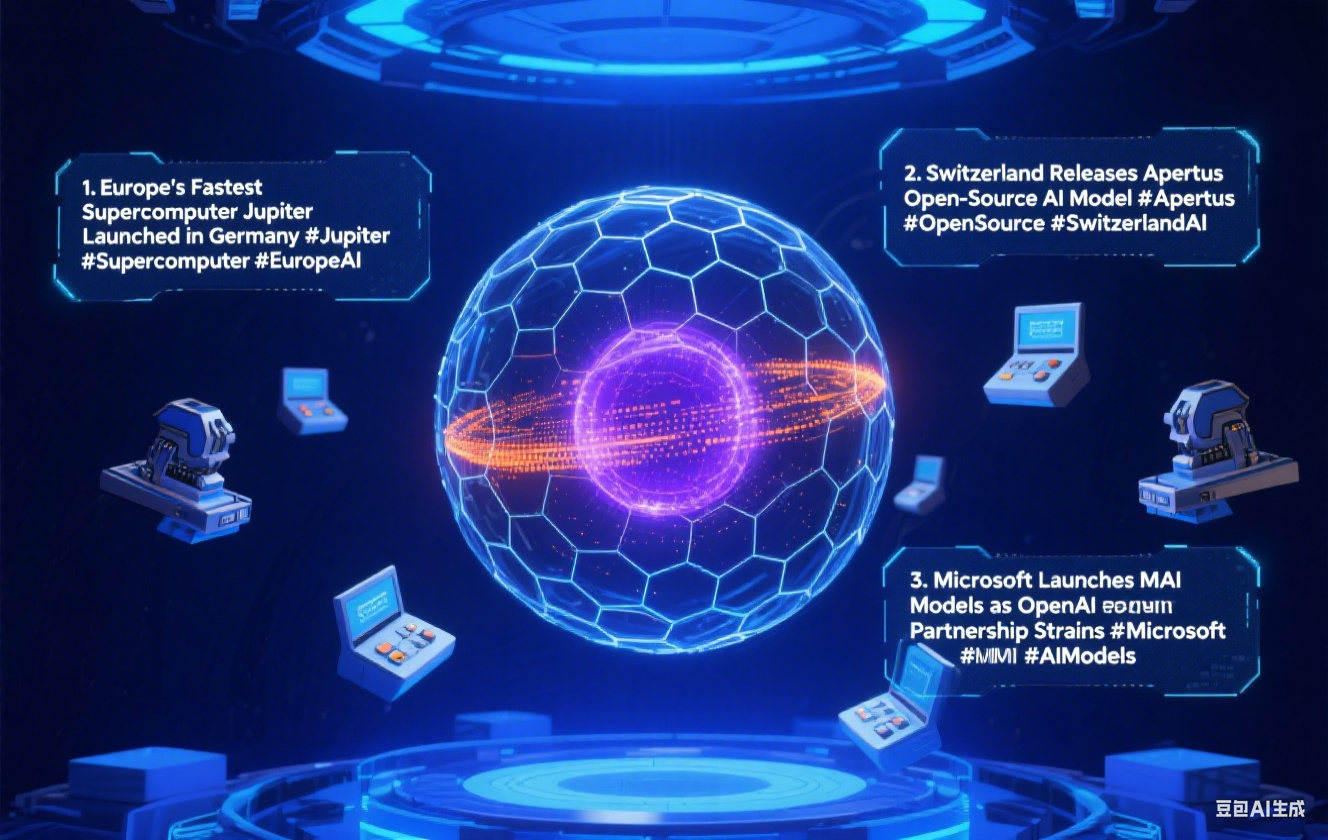 1. Europe's Fastest
Supercomputer Jupiter
Launched in Germany #Jupiter
#Supercomputer #EuropeAI
2. Switzerland Releases Apertus
Open-Source AI Model #Apertus
#OpenSource #SwitzerlandAI
3. Microsoft Launches MAI
Models as OpenAI
Partnership Strains #Microsoft
#AIModels
豆包AI生成